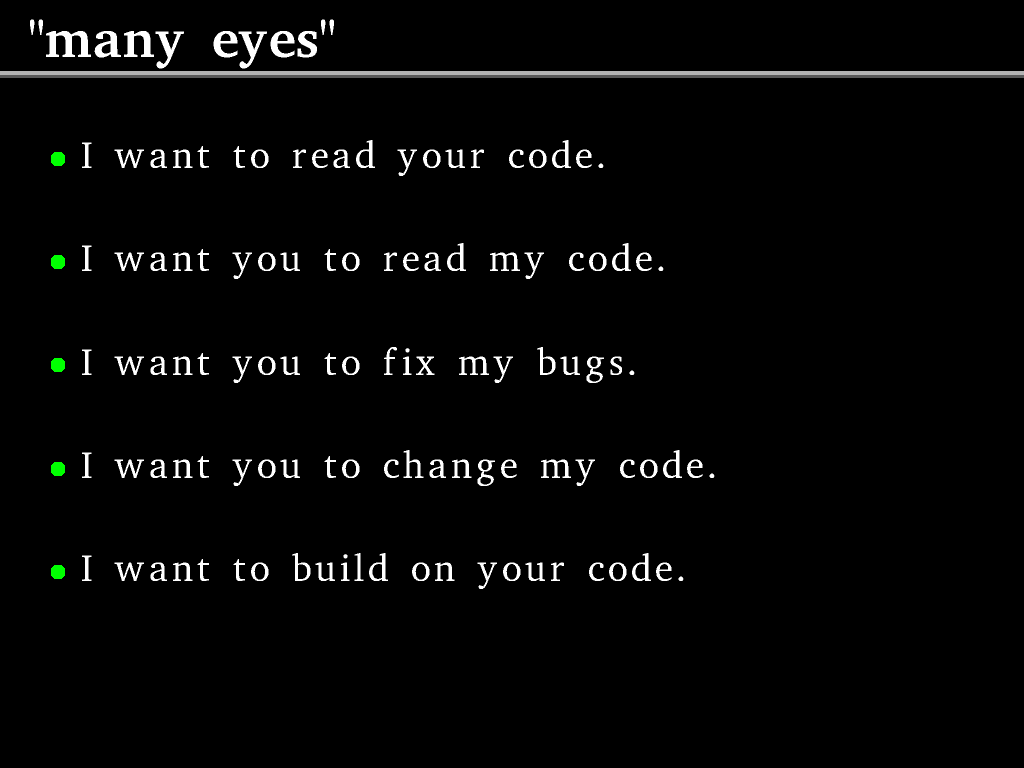 "many eyes"
I want to read your code.
I want you to read my code.
I want you to fix my bugs.
I want you to change my code.
I want to build on your code.